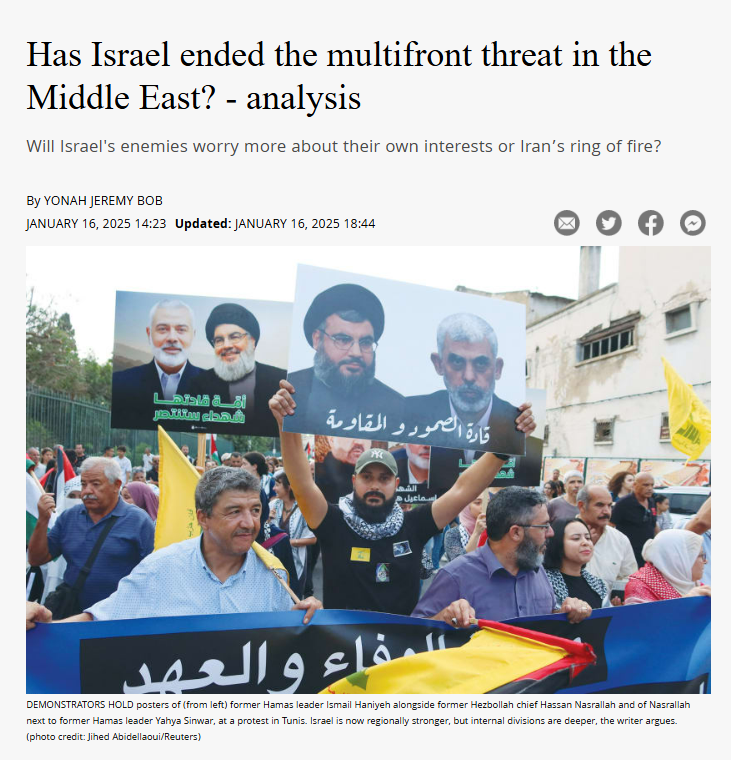 Has Israel ended the multifront threat in the
Middle East? - analysis
Will Israel's enemies worry more about their own interests or Iran's ring of fire?
By YONAH JEREMY BOB
JANUARY 16, 2025 14:23 Updated: JANUARY 16, 2025 18:44
أمة قادتها
شهداء ستنتصر
قادة الصمود و المقاومة
الشهيد
إسماعيل ه
الوفاء والعهد
DEMONSTRATORS HOLD posters of (from left) former Hamas leader Ismail Haniyeh alongside former Hezbollah chief Hassan Nasrallah and of Nasrallah
next to former Hamas leader Yahya Sinwar, at a protest in Tunis. Israel is now regionally stronger, but internal divisions are deeper, the writer argues.
(photo credit: Jihed Abidellaoui/Reuters)